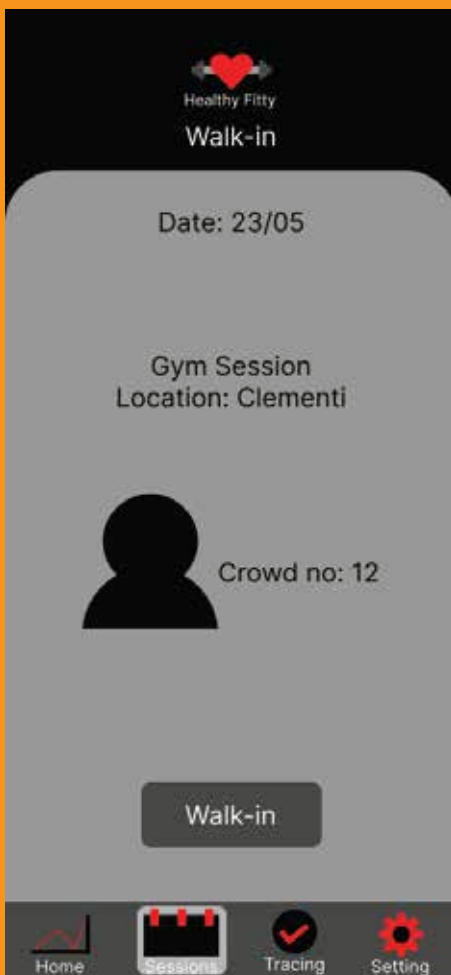 Healthy Fitty
Walk-in
Date: 23/05
Gym Session
Location: Clementi
Crowd no: 12
Walk-in
Home
Sessions
Tracing
Setting